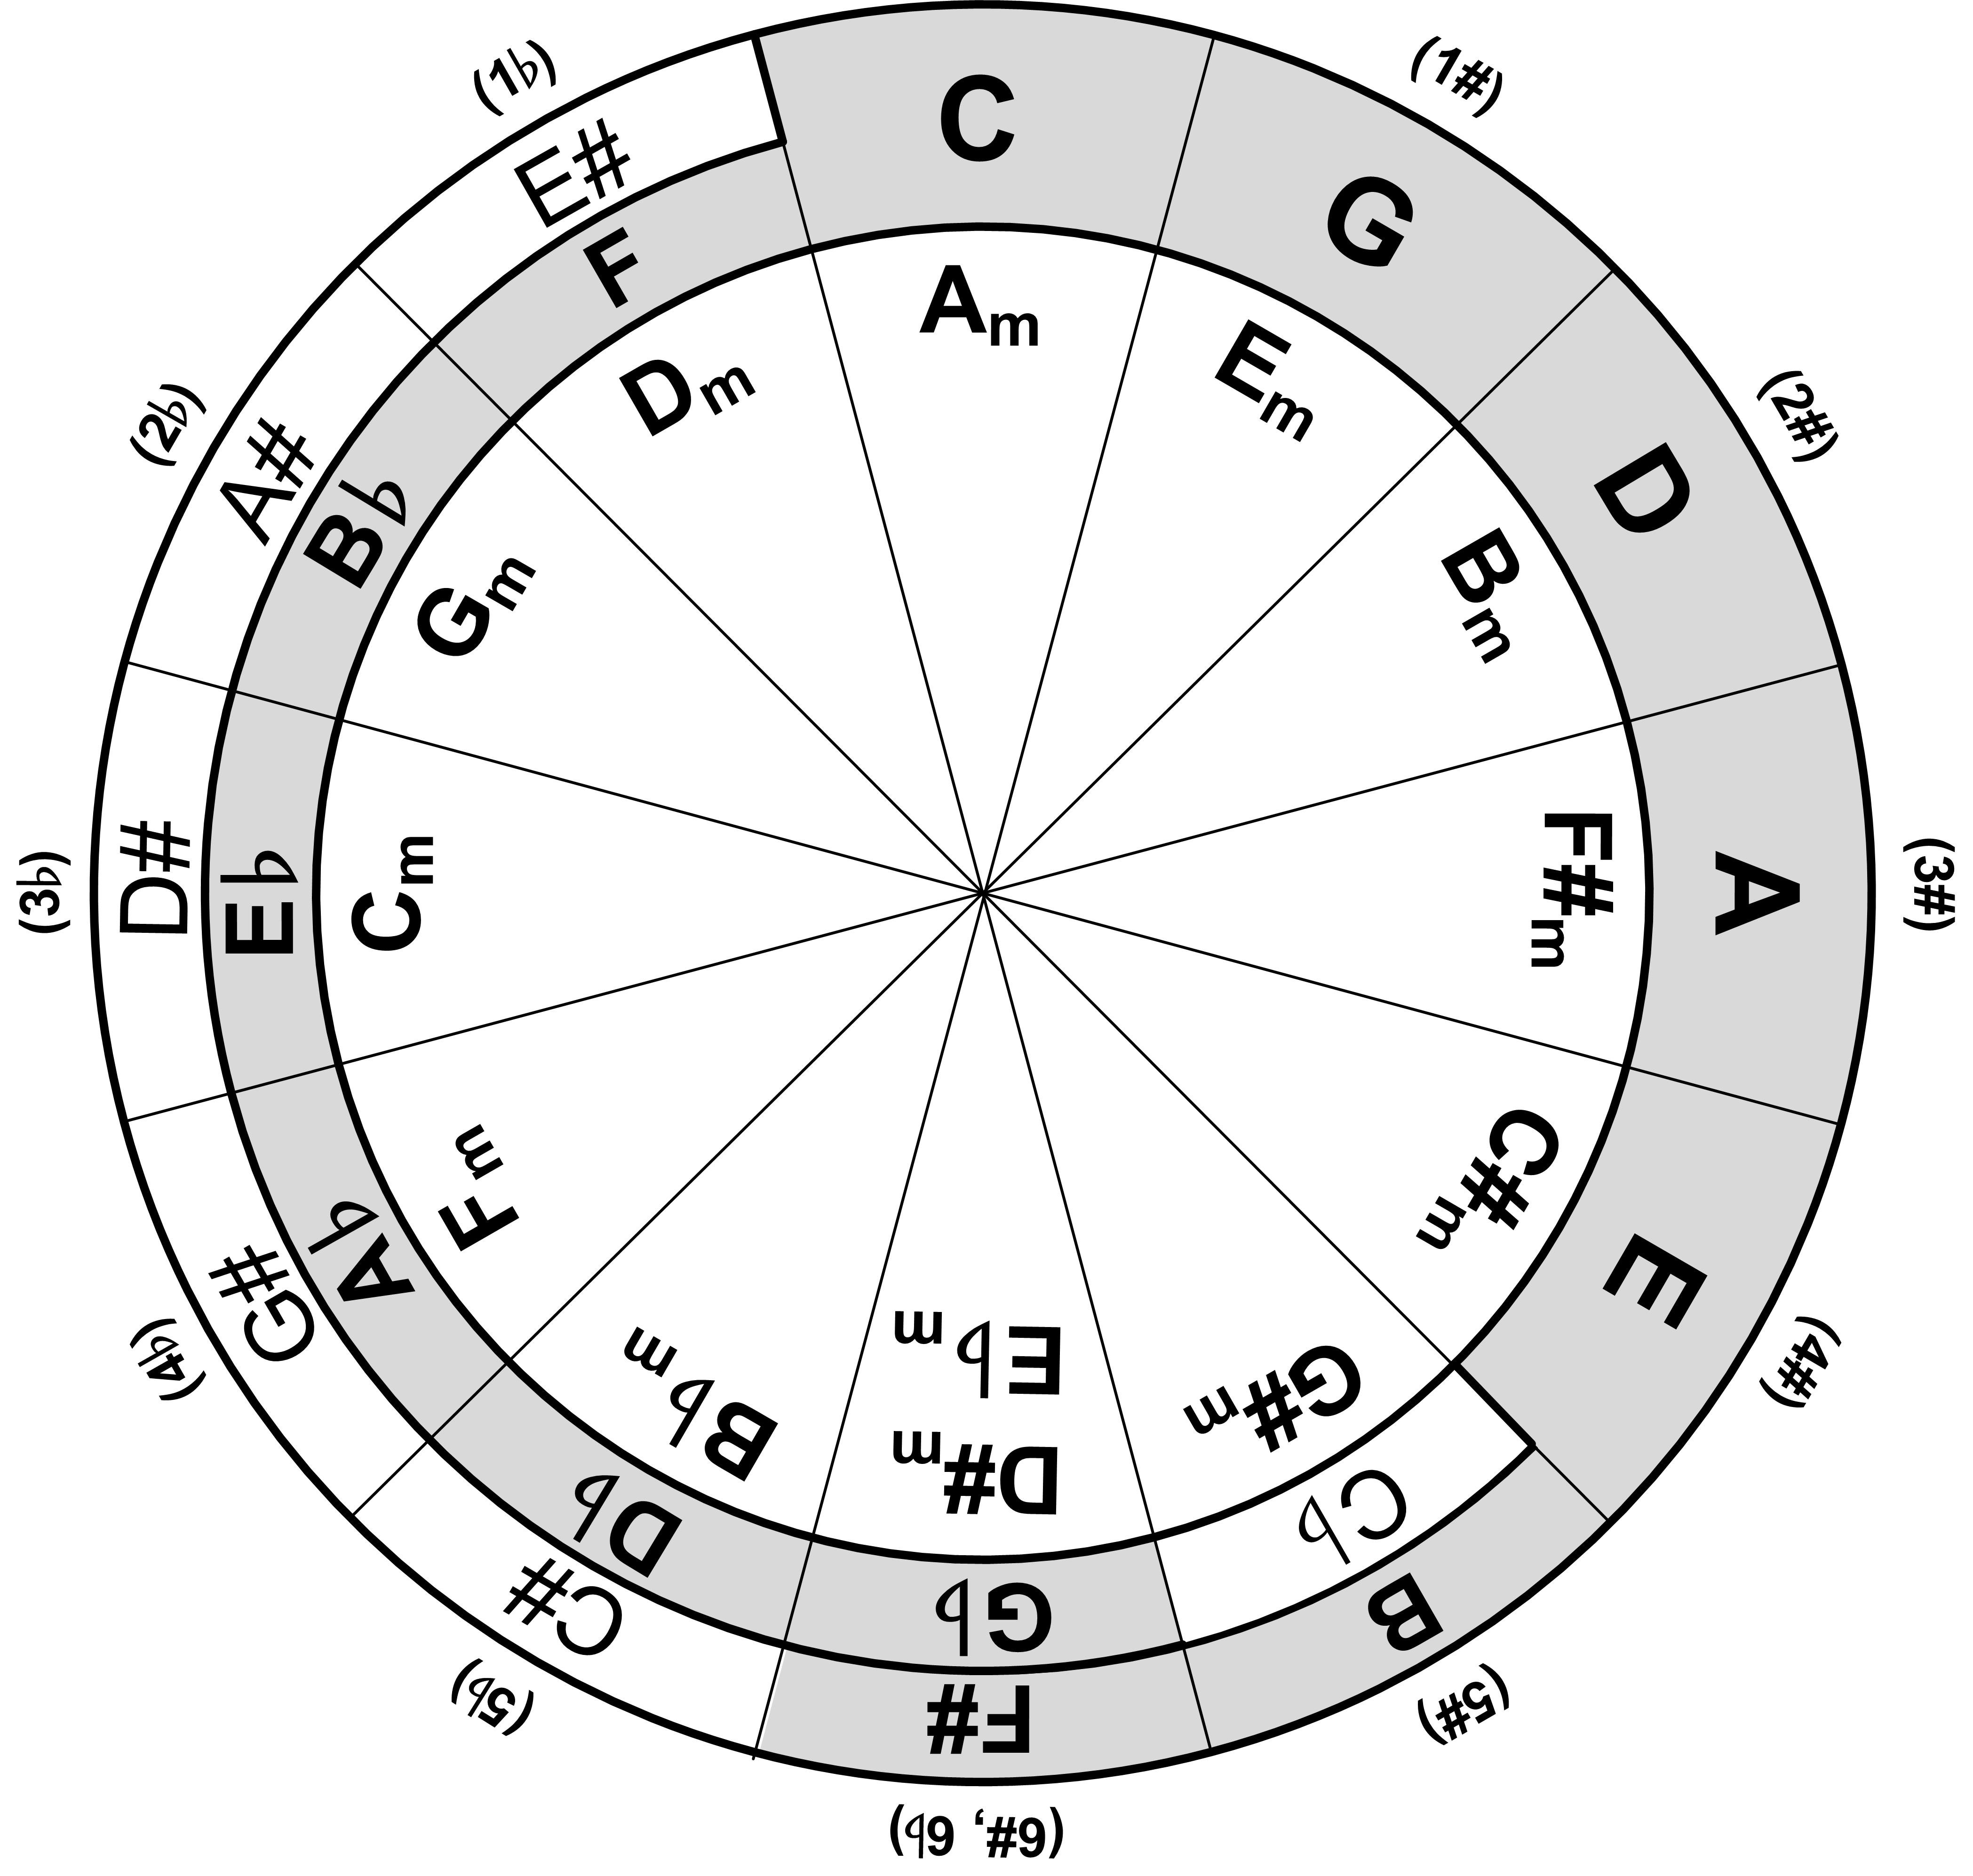 C
Am
(1#)
G
Em
(2#)
D
Bm
(3#)
A
F#m
(4#)
E
C#m
(5#)
B
C♭
G#m
(6#, 6♭)
F#
G♭
D#m
E♭m
(5♭)
C#
D♭
B♭m
(4♭)
G#
A♭
Fm
(3♭)
D#
E♭
Cm
(2♭)
A#
B♭
Gm
(1♭)
E#
F
Dm